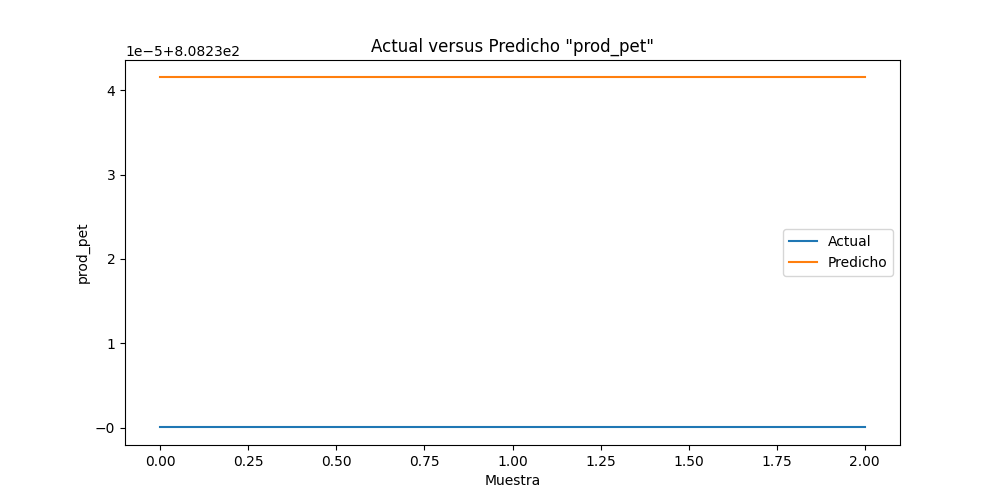 Actual versus Predicho "prod_pet"
1e−5+8.0823e2
4
3
2
1
−0
prod_pet
Actual
Predicho
0.00 0.25 0.50 0.75 1.00 1.25 1.50 1.75 2.00
Muestra